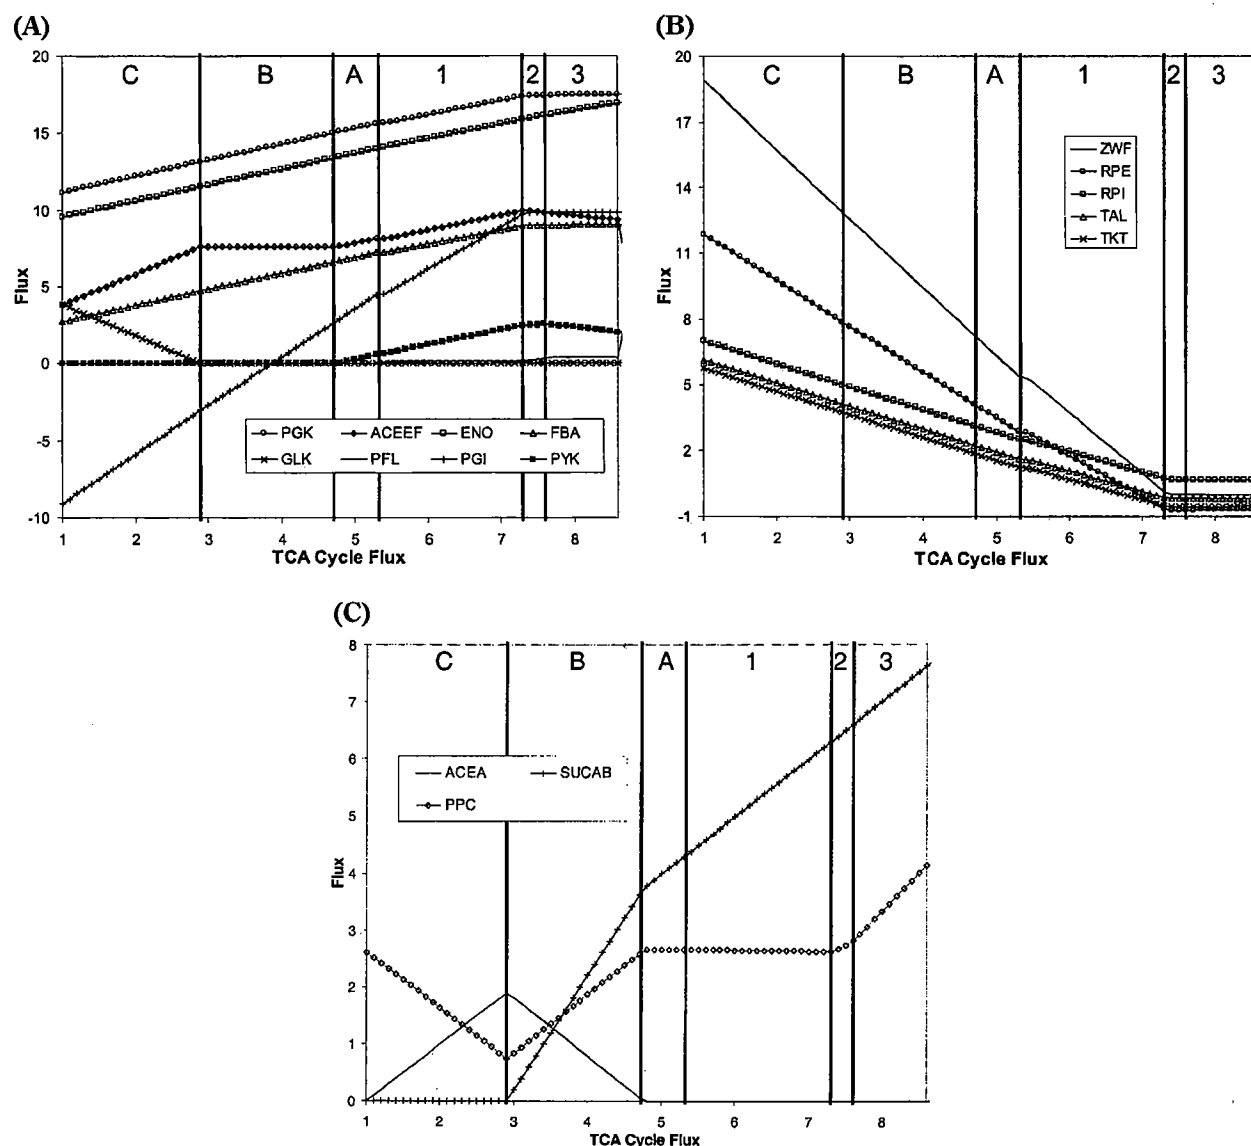 (A)
20
15
10
5
0
-5
-10
Flux
C B A 1 2 3
PGK ACEEF ENO FBA
GLK PFL PGI PYK
1 2 3 4 5 6 7 8
TCA Cycle Flux
(B)
20
17
14
11
8
5
2
-1
Flux
C B A 1 2 3
ZWF
RPE
RPI
TAL
TKT
1 2 3 4 5 6 7 8
TCA Cycle Flux
(C)
8
7
6
5
4
3
2
1
0
Flux
C B A 1 2 3
ACEA SUCAB
PPC
1 2 3 4 5 6 7 8
TCA Cycle Flux